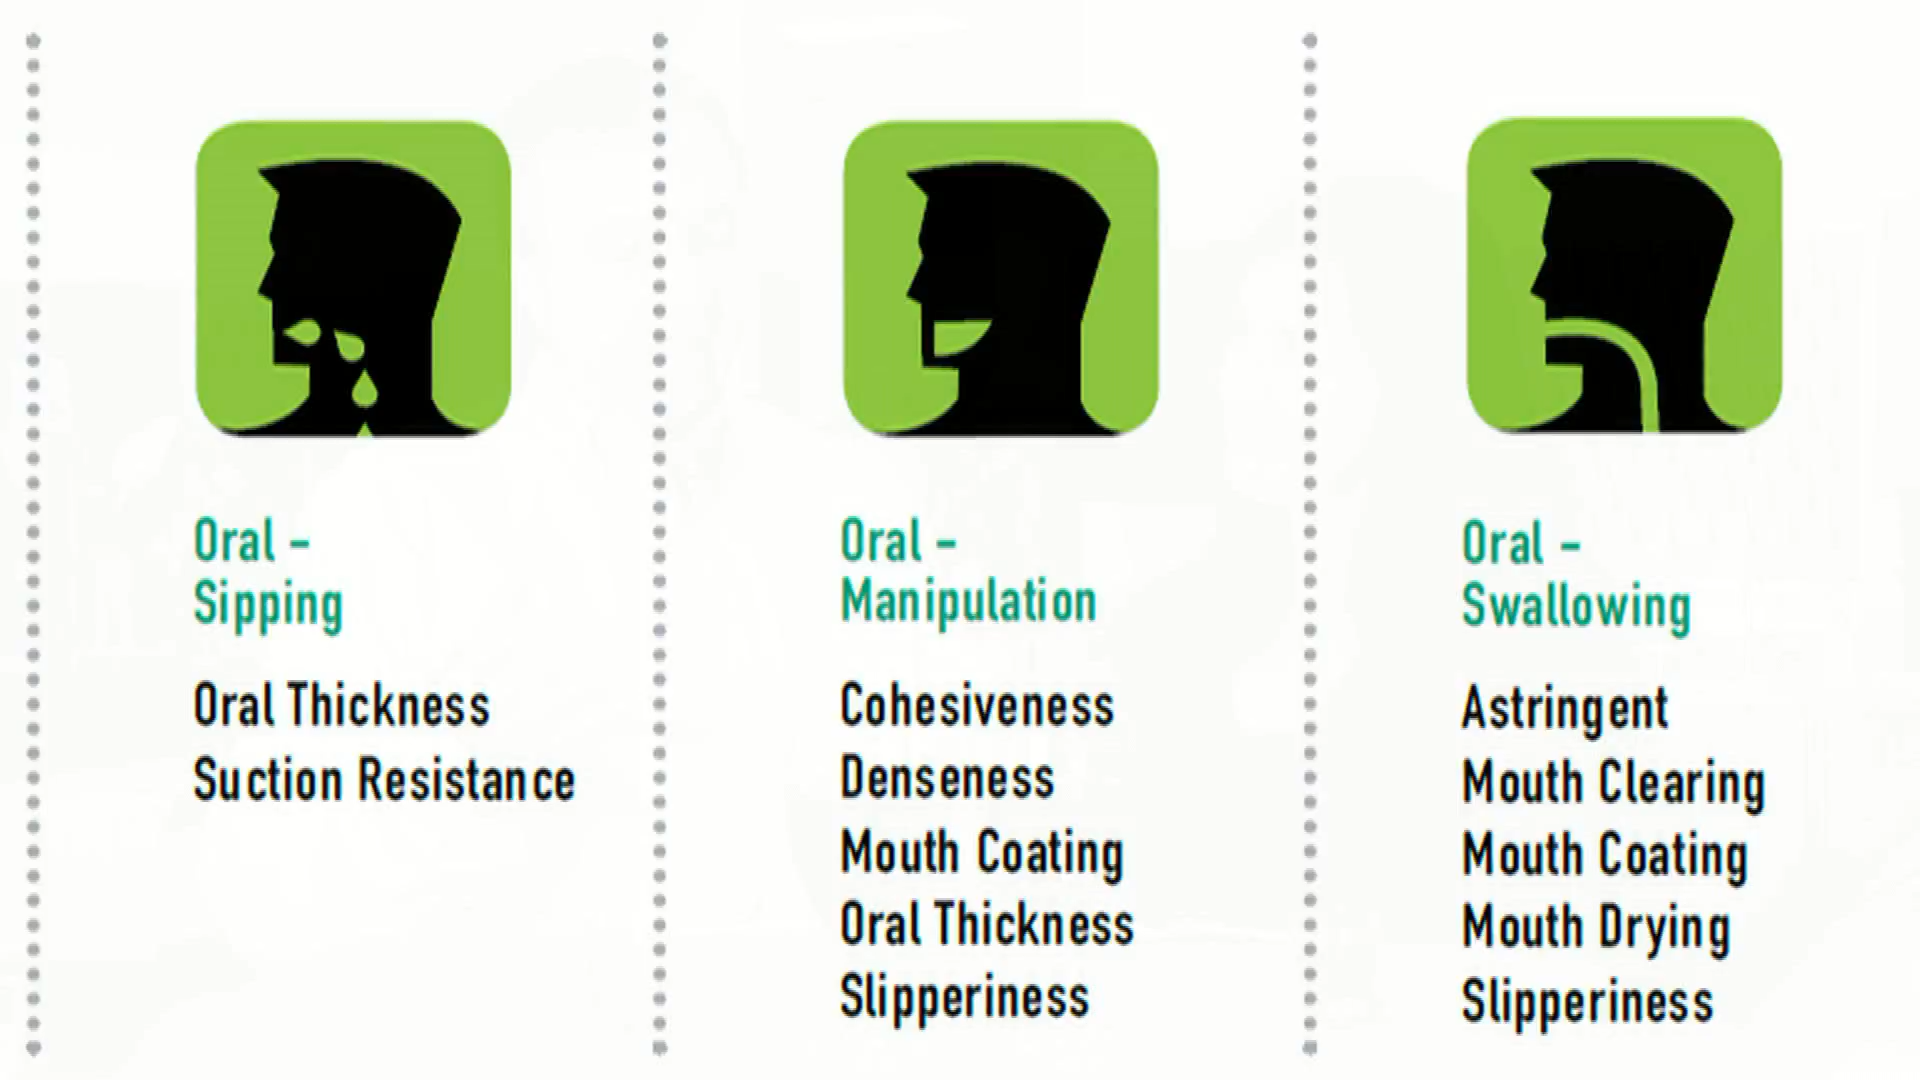 Oral –
Sipping
Oral Thickness
Suction Resistance
Oral –
Manipulation
Cohesiveness
Denseness
Mouth Coating
Oral Thickness
Slipperiness
Oral –
Swallowing
Astringent
Mouth Clearing
Mouth Coating
Mouth Drying
Slipperiness